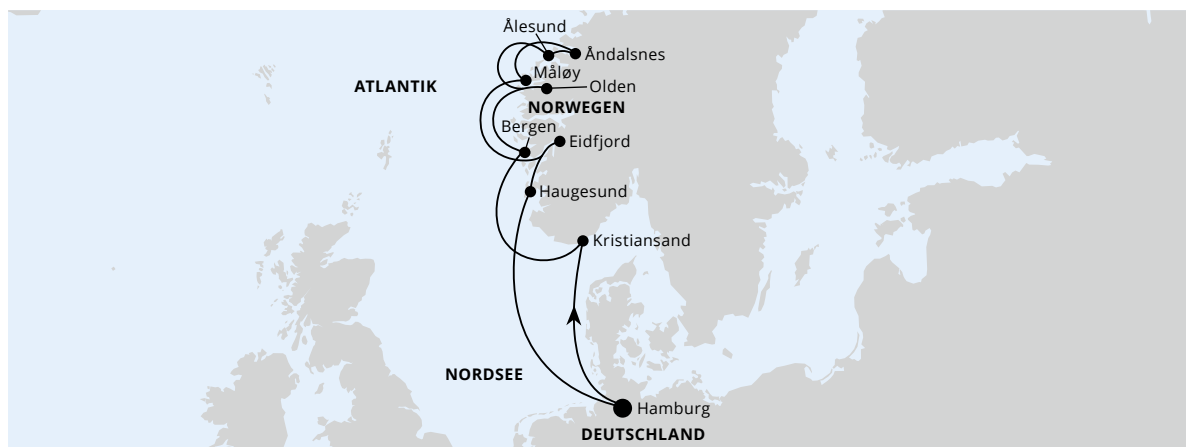 Ålesund
Åndalsnes
Måløy
ATLANTIK
Olden
NORWEGEN
Bergen
Eidfjord
Haugesund
Kristiansand
NORDSEE
Hamburg
DEUTSCHLAND